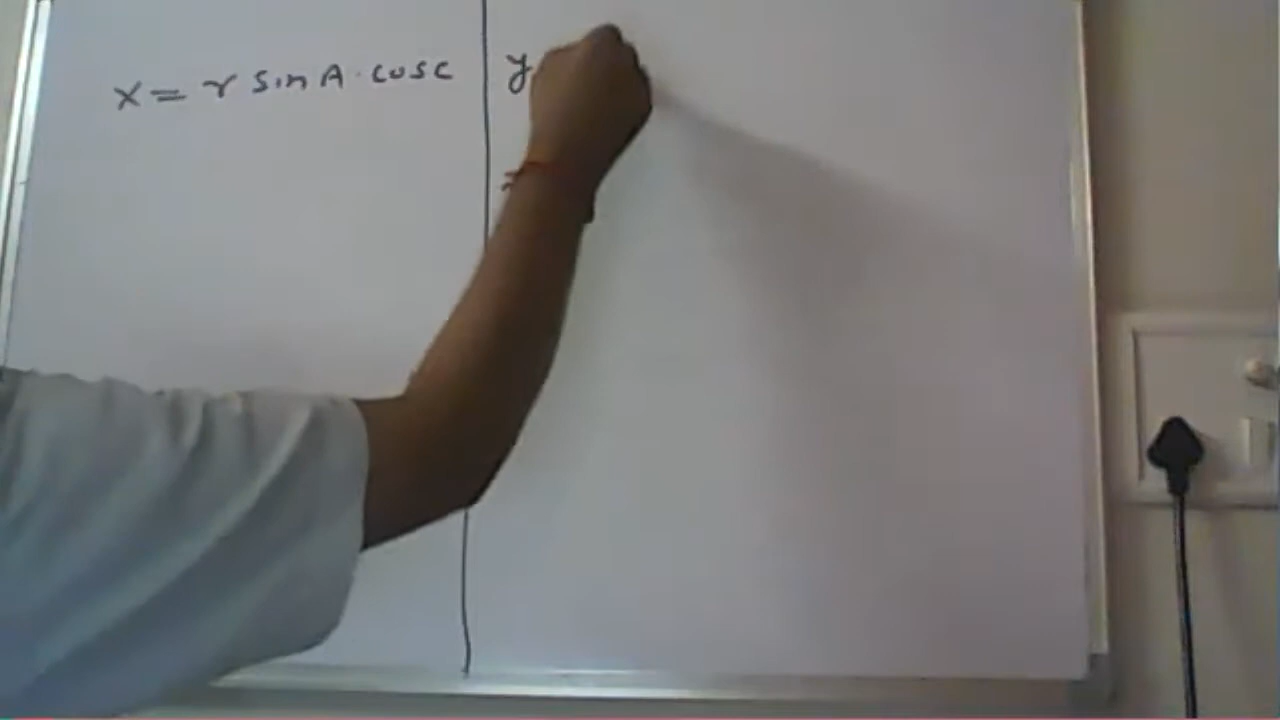 x = r sin A . cos c
y